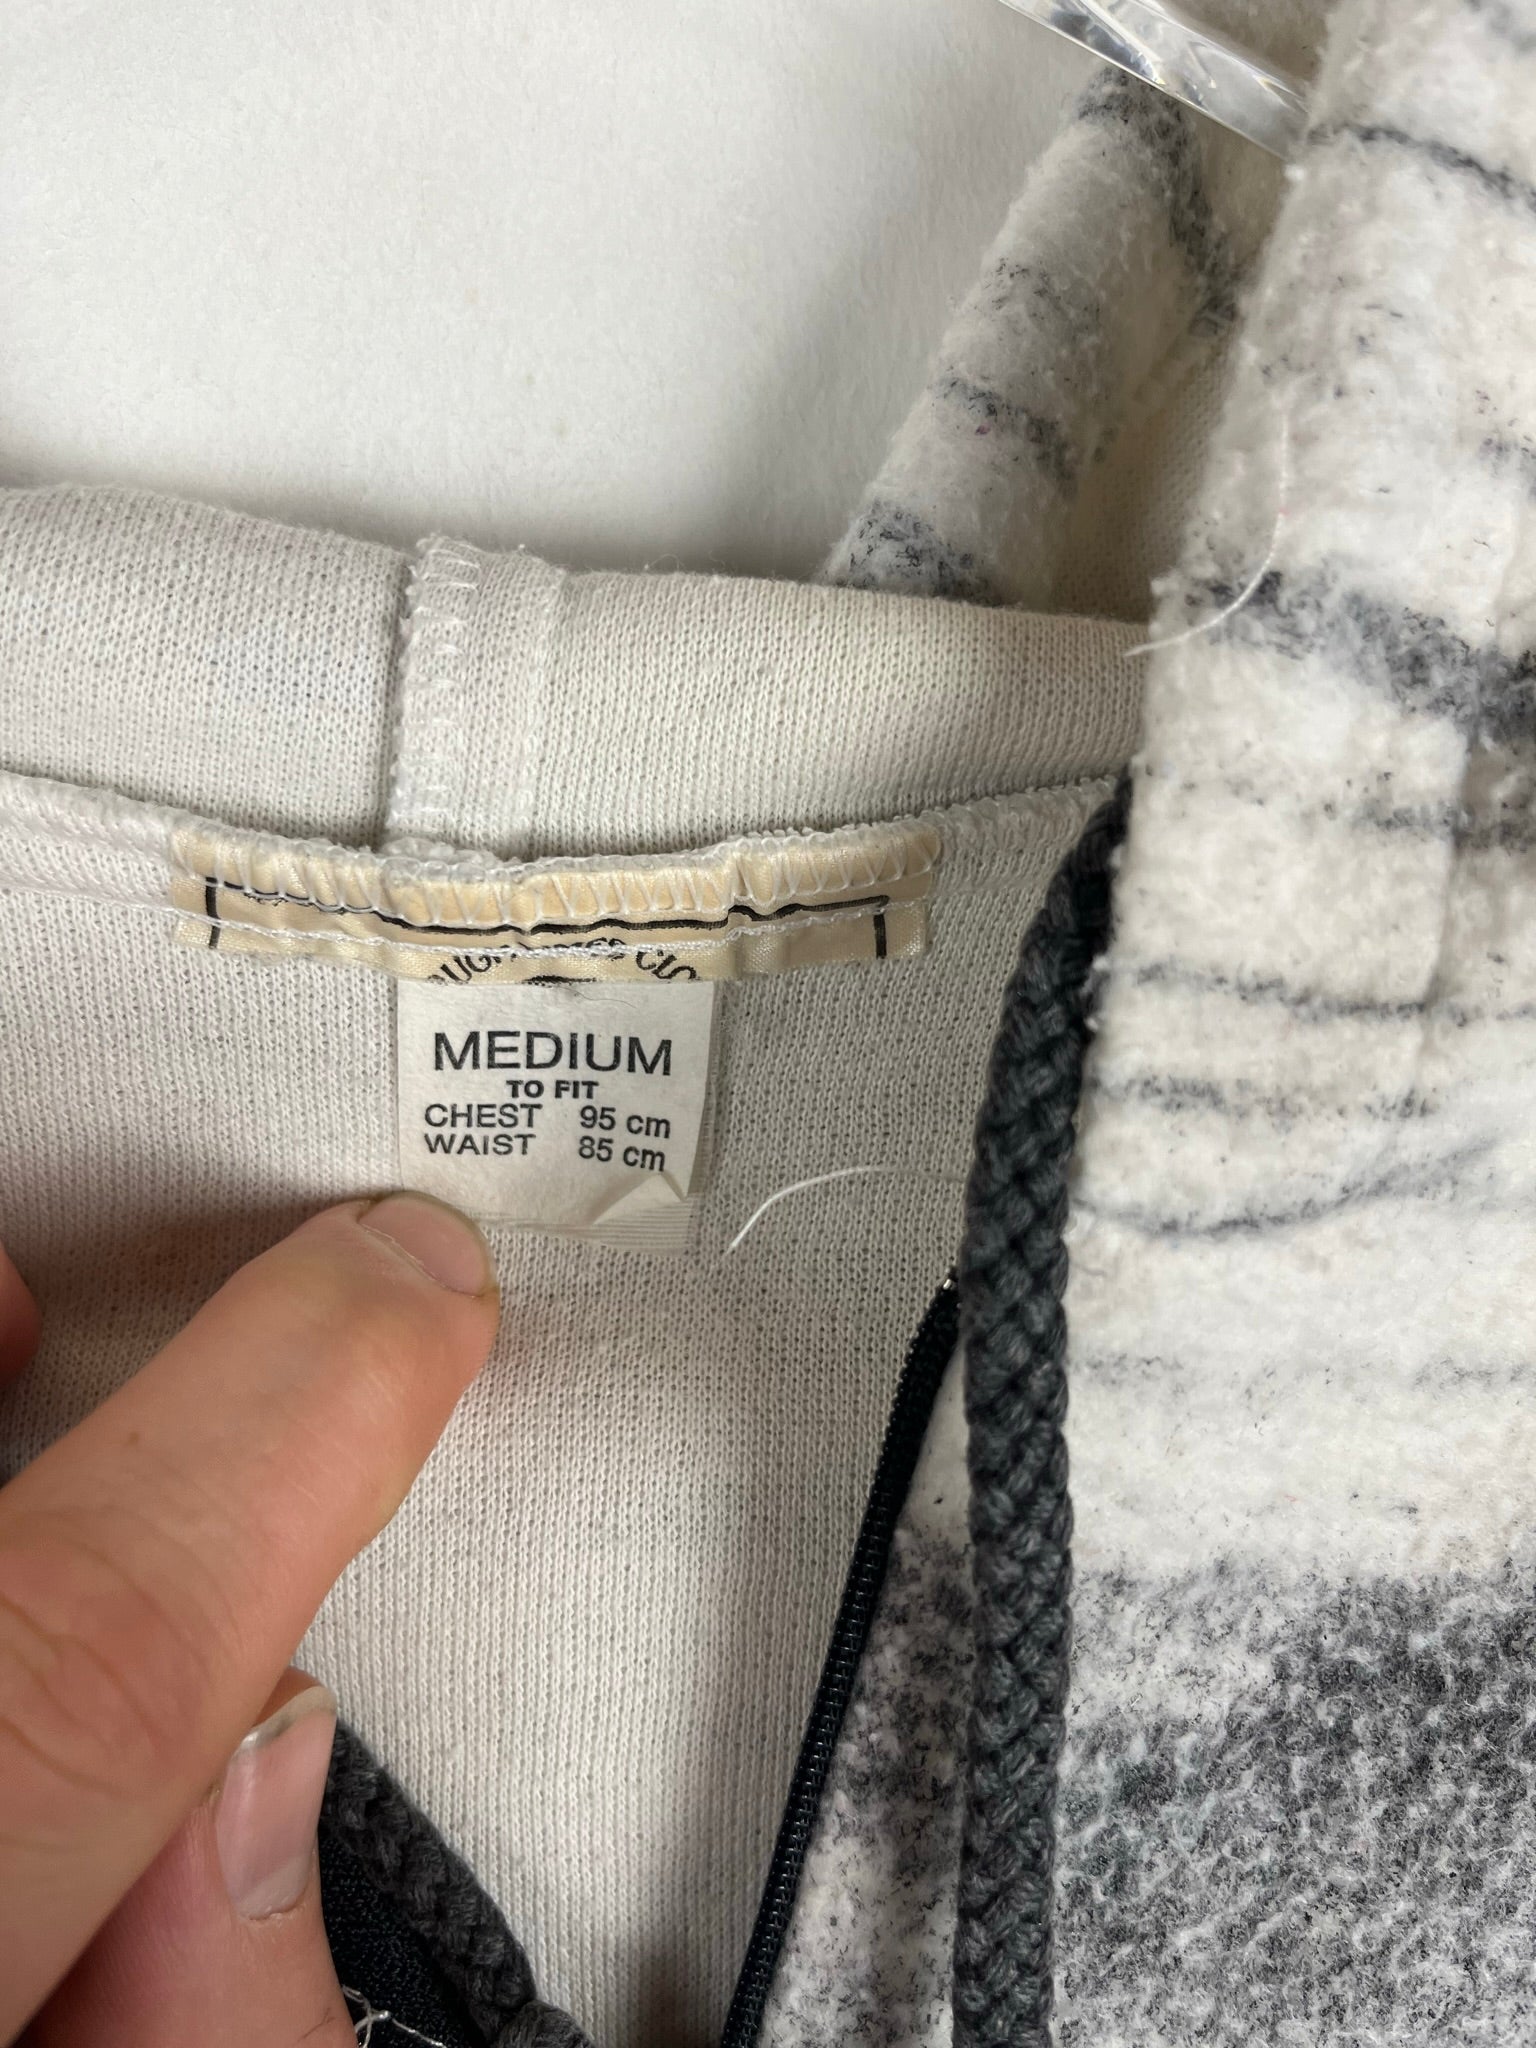 MEDIUM
TO FIT
CHEST 95 cm
WAIST 85 cm